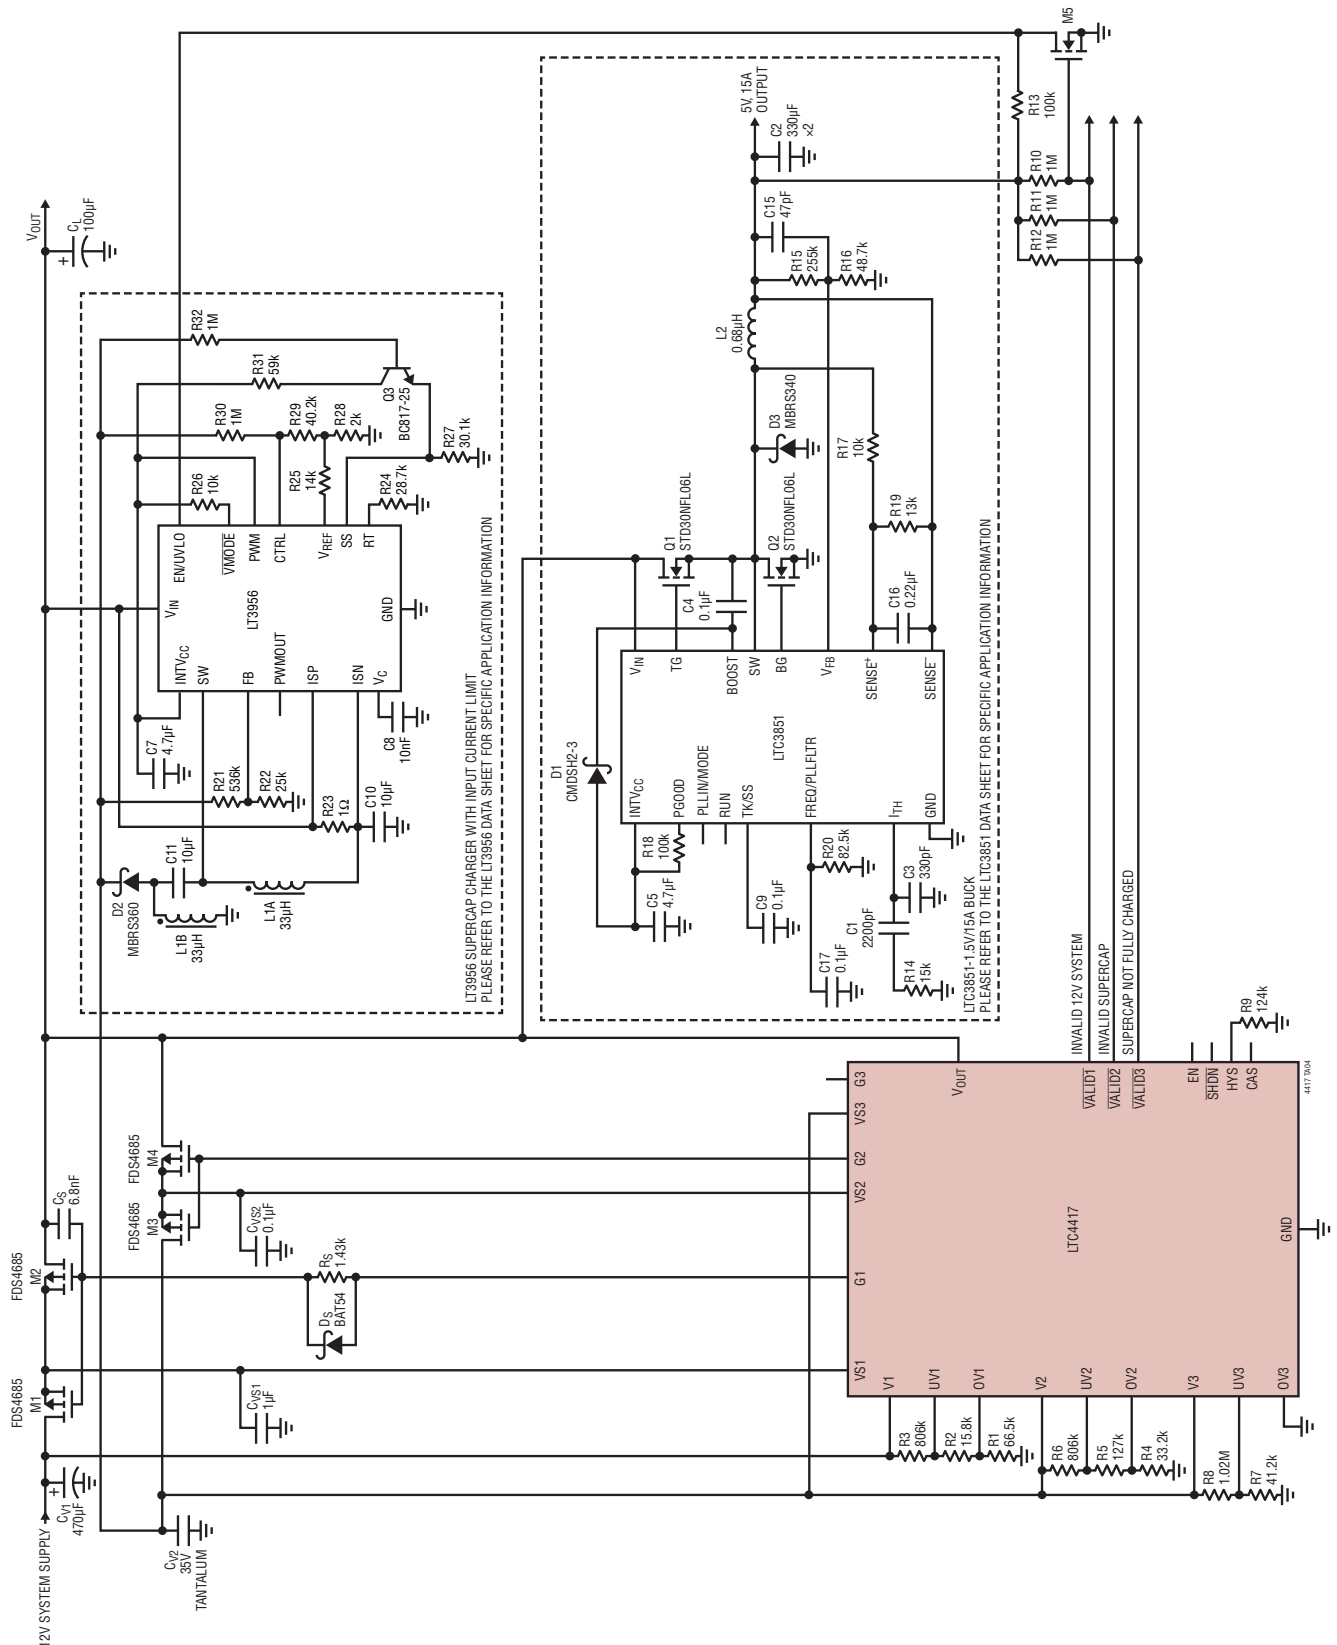 12V SYSTEM SUPPLY
+
CV1
470µF
FDS4685
M1
FDS4685
M2
CS
6.8nF
VOUT
+
CL
100µF
CV2
35V
TANTALUM
CVS1
1µF
DS
BAT54
RS
1.43k
CVS2
0.1µF
FDS4685
M3
FDS4685
M4
D2
MBRS360
L1B
33µH
C11
10µF
L1A
33µH
R21
536k
R22
25k
R23
1Ω
C10
10µF
C7
4.7µF
C8
10nF
INTVCC
SW
FB
PWMOUT
ISP
ISN
VC
VIN
LT3956
GND
EN/UVLO
VMODE
PWM
CTRL
VREF
SS
RT
R26
10k
R25
14k
R24
28.7k
R30
1M
R29
40.2k
R28
2k
R27
30.1k
R31
59k
R32
1M
Q3
BC817-25
LT3956 SUPERCAP CHARGER WITH INPUT CURRENT LIMIT
PLEASE REFER TO THE LT3956 DATA SHEET FOR SPECIFIC APPLICATION INFORMATION
D1
CMDSH2-3
C5
4.7µF
R18
100k
C9
0.1µF
C17
0.1µF
R20
82.5k
C1
2200pF
C3
330pF
R14
15k
INTVCC
PGOOD
PLLIN/MODE
RUN
TK/SS
FREQ/PLLFLTR
ITH
GND
LTC3851
VIN
TG
BOOST
SW
BG
VFB
SENSE+
SENSE–
C4
0.1µF
Q1
STD30NFL06L
Q2
STD30NFL06L
C16
0.22µF
R19
13k
R17
10k
D3
MBRS340
L2
0.68µH
R15
255k
R16
48.7k
C15
47pF
C2
330µF
×2
5V, 15A
OUTPUT
LTC3851-1.5V/15A BUCK
PLEASE REFER TO THE LTC3851 DATA SHEET FOR SPECIFIC APPLICATION INFORMATION
R12
1M
R11
1M
R10
1M
R13
100k
M5
INVALID 12V SYSTEM
INVALID SUPERCAP
SUPERCAP NOT FULLY CHARGED
VS1
G1
VS2
G2
VS3
G3
V1
UV1
OV1
V2
UV2
OV2
V3
UV3
OV3
LTC4417
GND
VOUT
VALID1
VALID2
VALID3
EN
SHDN
HYS
CAS
R3
806k
R2
15.8k
R1
66.5k
R6
806k
R5
127k
R4
33.2k
R8
1.02M
R7
41.2k
R9
124k
4417 TA04